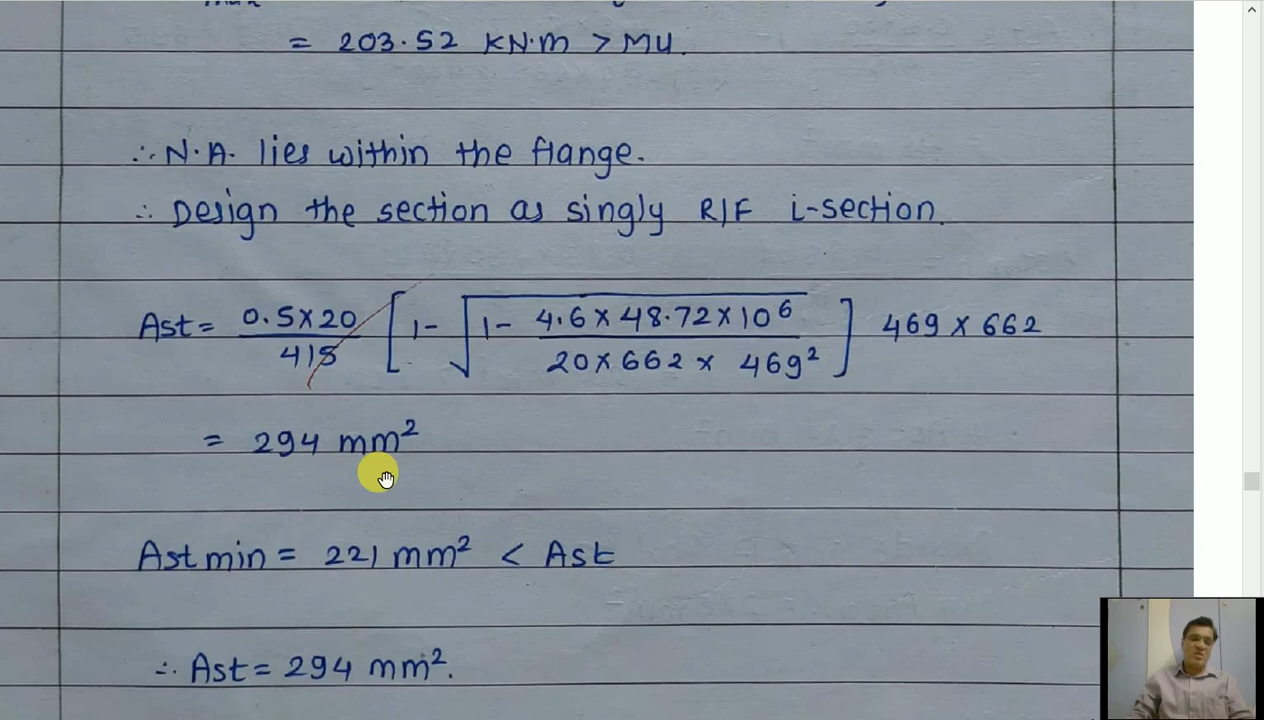 = 203.52 KN.m > Mu.
∴ N.A. lies within the flange.
∴ Design the section as singly R/F L-section.
Ast = 0.5 x 20 / 415 [1 - √(1 - 4.6 x 48.72 x 10⁶ / 20 x 662 x 469²)] 469 x 662
= 294 mm²
Ast min = 221 mm² < Ast
∴ Ast = 294 mm².